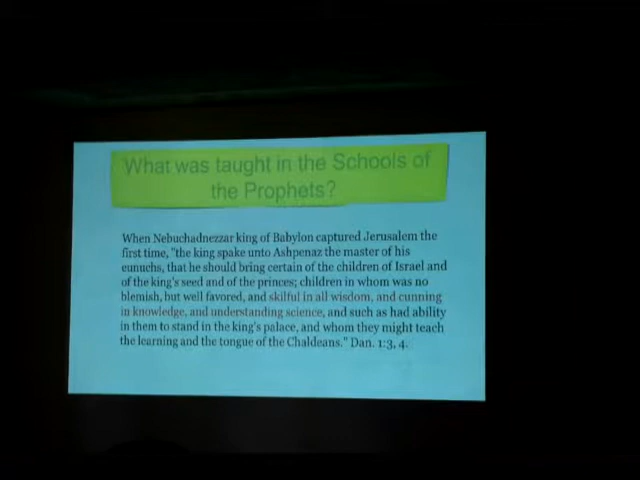 What was taught in the Schools of
the Prophets?
When Nebuchadnezzar king of Babylon captured Jerusalem the
first time, "the king spake unto Ashpenaz the master of his
eunuchs, that he should bring certain of the children of Israel and
of the king's seed and of the princes; children in whom was no
blemish, but well favored, and skilful in all wisdom, and cunning
in knowledge, and understanding science, and such as had ability
in them to stand in the king's palace, and whom they might teach
the learning and the tongue of the Chaldeans." Dan. 1:3, 4.